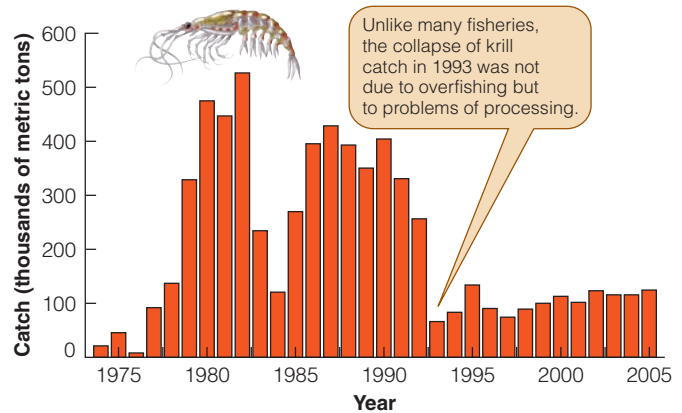 Unlike many fisheries,
the collapse of krill
catch in 1993 was not
due to overfishing but
to problems of processing.
Catch (thousands of metric tons)
600
500
400
300
200
100
0
1975 1980 1985 1990 1995 2000 2005
Year